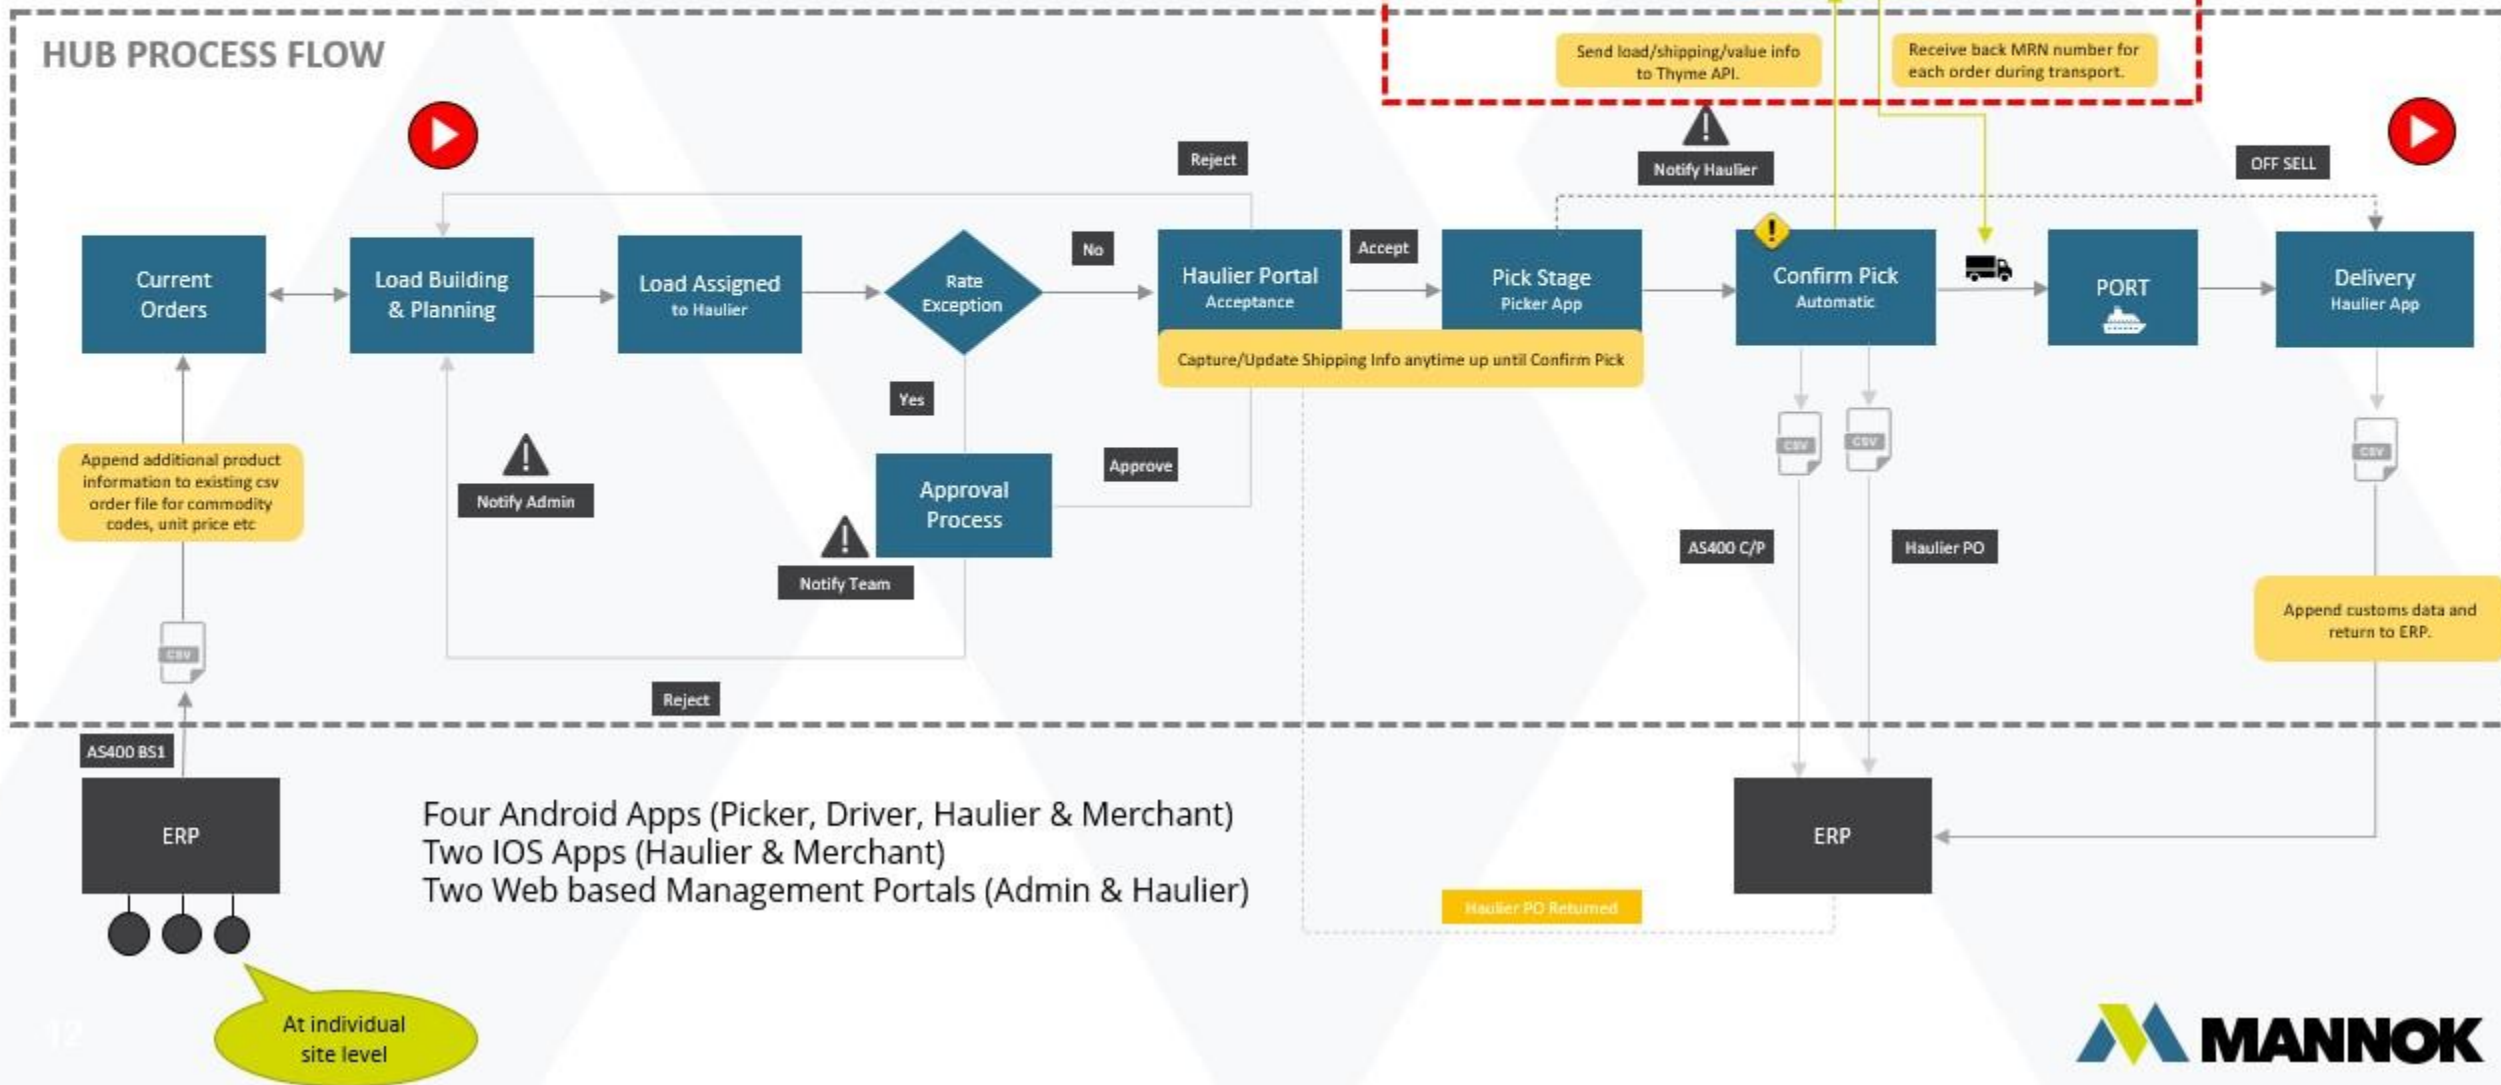 HUB PROCESS FLOW
Send load/shipping/value info
to Thyme API.
Receive back MRN number for
each order during transport.
Reject
Notify Haulier
OFF SELL
Current
Orders
Load Building
& Planning
Load Assigned
to Haulier
Rate
Exception
No
Haulier Portal
Acceptance
Accept
Pick Stage
Picker App
Confirm Pick
Automatic
PORT
Delivery
Haulier App
Capture/Update Shipping Info anytime up until Confirm Pick
Yes
Append additional product
information to existing csv
order file for commodity
codes, unit price etc
Notify Admin
Approve
Approval
Process
Notify Team
CSV
CSV
CSV
AS400 C/P
Haulier PO
Append customs data and
return to ERP.
CSV
Reject
AS400 BS1
ERP
Four Android Apps (Picker, Driver, Haulier & Merchant)
Two IOS Apps (Haulier & Merchant)
Two Web based Management Portals (Admin & Haulier)
ERP
Haulier PO Returned
At individual
site level
12
MANNOK